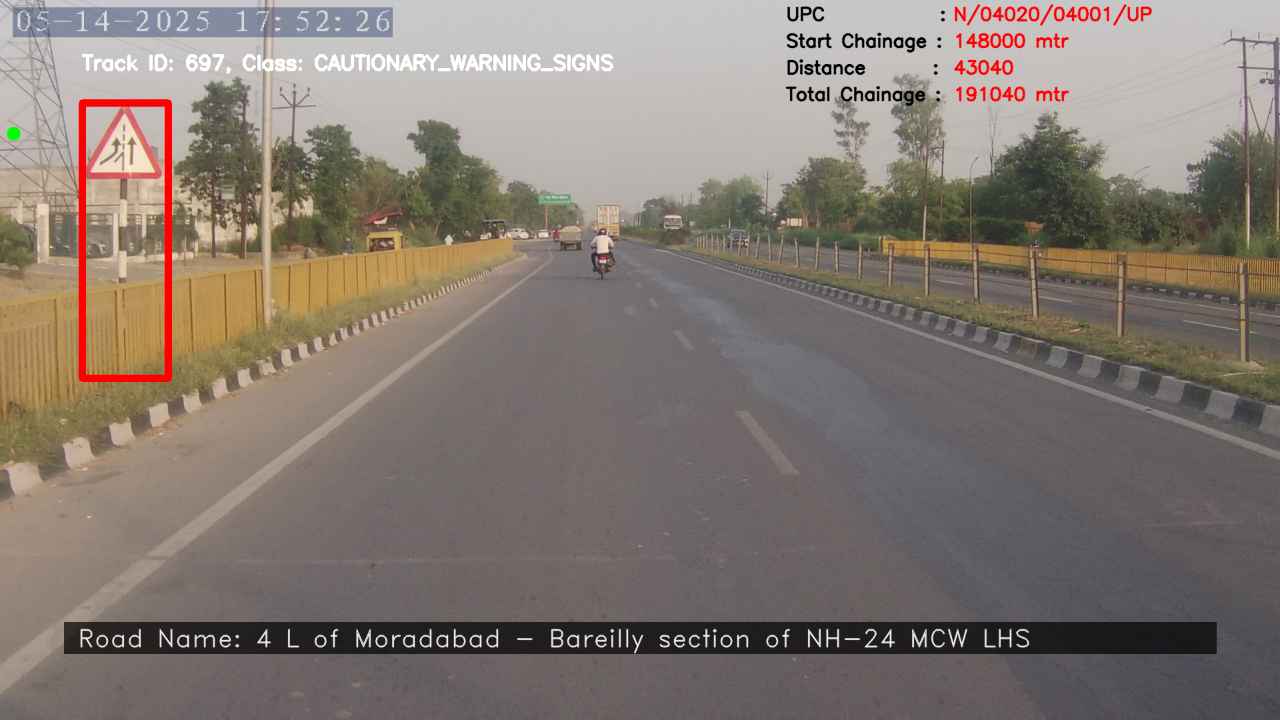 05-14-2025 17:52:26
Track ID: 697, Class: CAUTIONARY_WARNING_SIGNS
UPC : N/04020/04001/UP
Start Chainage : 148000 mtr
Distance : 43040
Total Chainage : 191040 mtr
Road Name: 4 L of Moradabad - Bareilly section of NH-24 MCW LHS